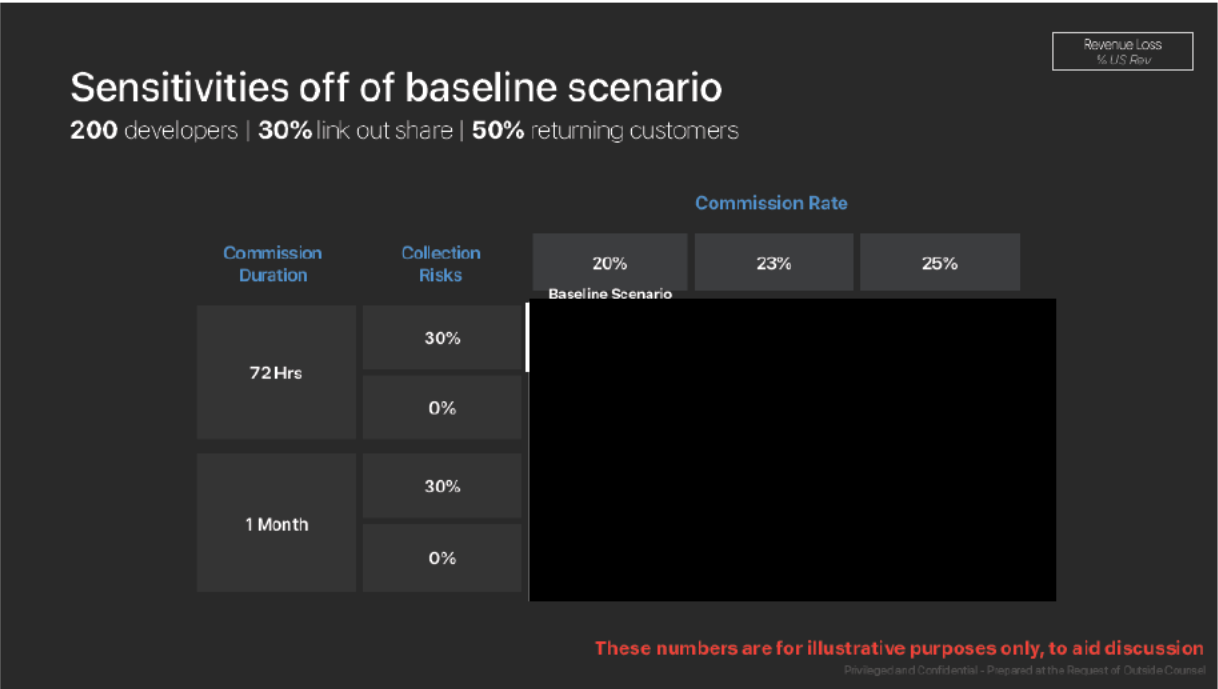 Revenue Loss
% US Rev
Sensitivities off of baseline scenario
200 developers | 30% link out share | 50% returning customers
Commission Rate
Commission
Duration
Collection
Risks
20%
23%
25%
Baseline Scenario
72 Hrs
30%
0%
1 Month
30%
0%
These numbers are for illustrative purposes only, to aid discussion
Privileged and Confidential - Prepared at the Request of Outside Counsel